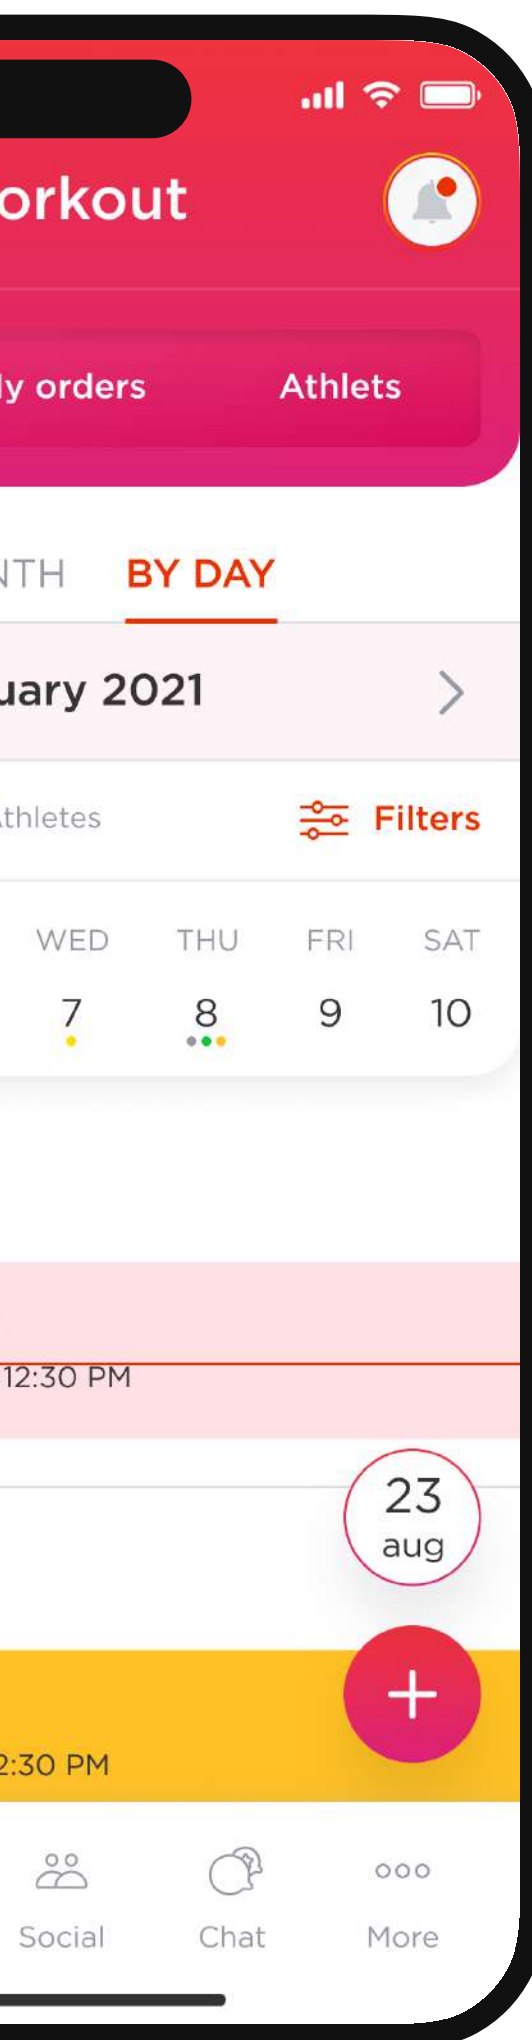 orkout
y orders Athlets
NTH BY DAY
uary 2021
thletes Filters
WED THU FRI SAT
7 8 9 10
12:30 PM
23
aug
2:30 PM
Social Chat More